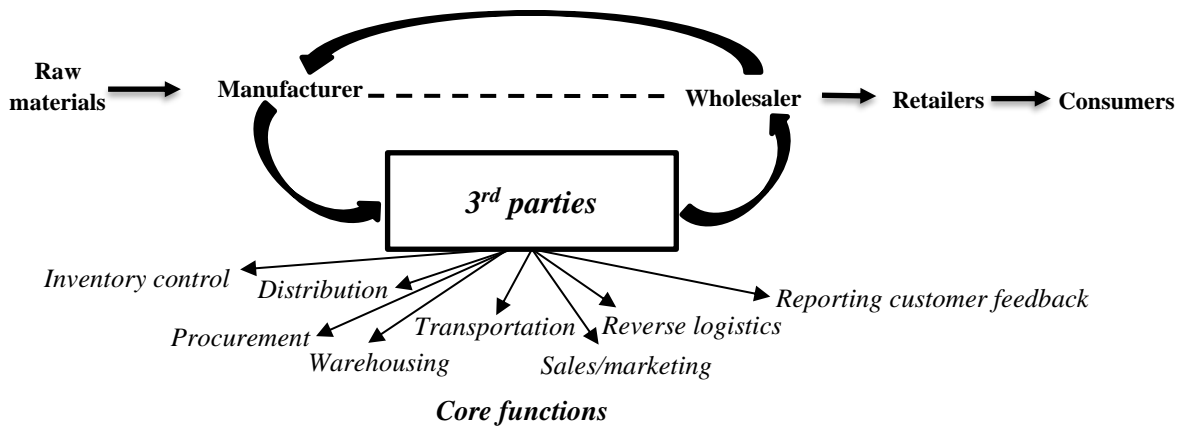 Raw
materials
Manufacturer
Wholesaler
Retailers
Consumers
3rd parties
Inventory control
Distribution
Reporting customer feedback
Procurement
Transportation
Reverse logistics
Warehousing
Sales/marketing
Core functions